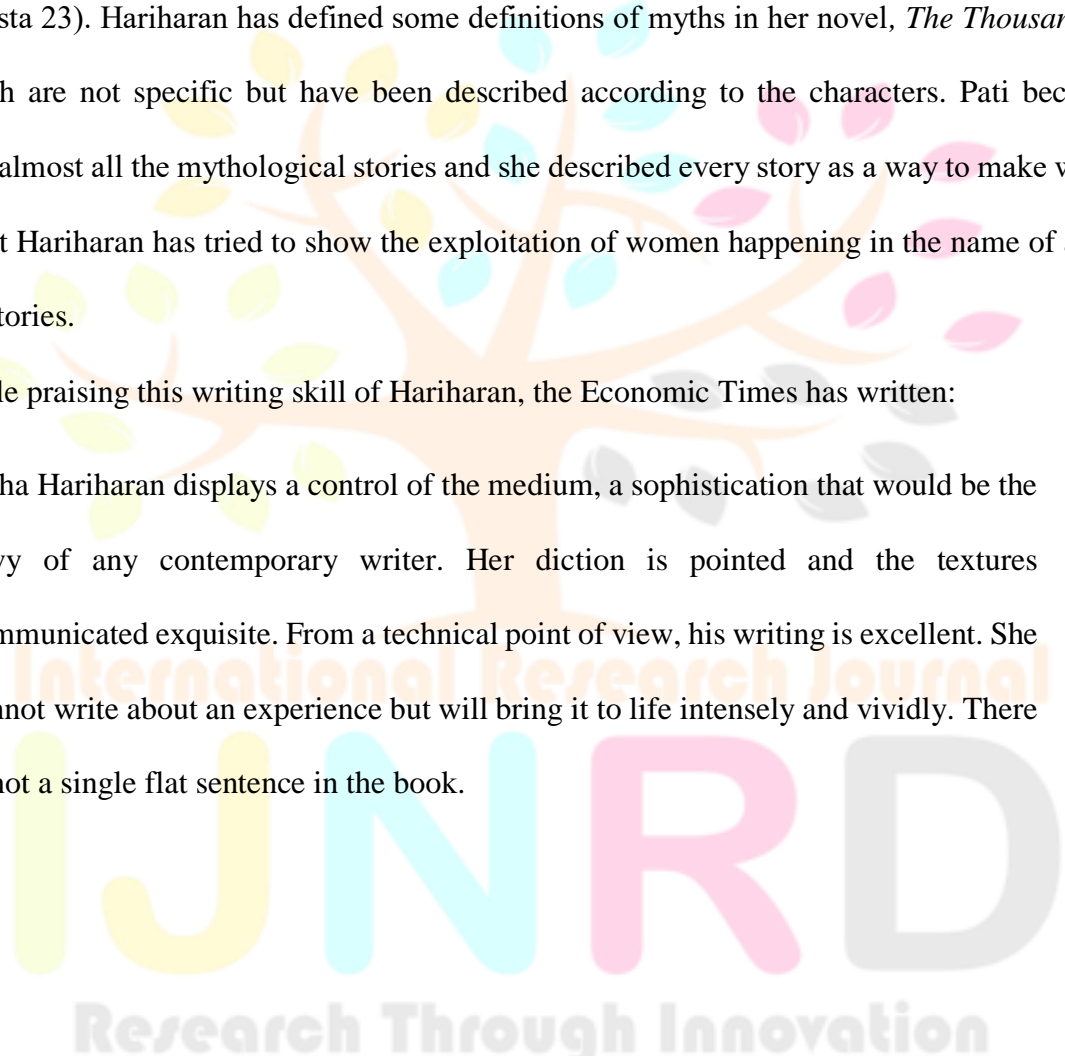 sta 23). Hariharan has defined some definitions of myths in her novel, The Thousan
h are not specific but have been described according to the characters. Pati bec
almost all the mythological stories and she described every story as a way to make
t Hariharan has tried to show the exploitation of women happening in the name of
tories.
le praising this writing skill of Hariharan, the Economic Times has written:
ha Hariharan displays a control of the medium, a sophistication that would be the
vy of any contemporary writer. Her diction is pointed and the textures
mmunicated exquisite. From a technical point of view, his writing is excellent. She
nnot write about an experience but will bring it to life intensely and vividly. There
not a single flat sentence in the book.
International Research Journal
IJNRD
Research Through Innovation